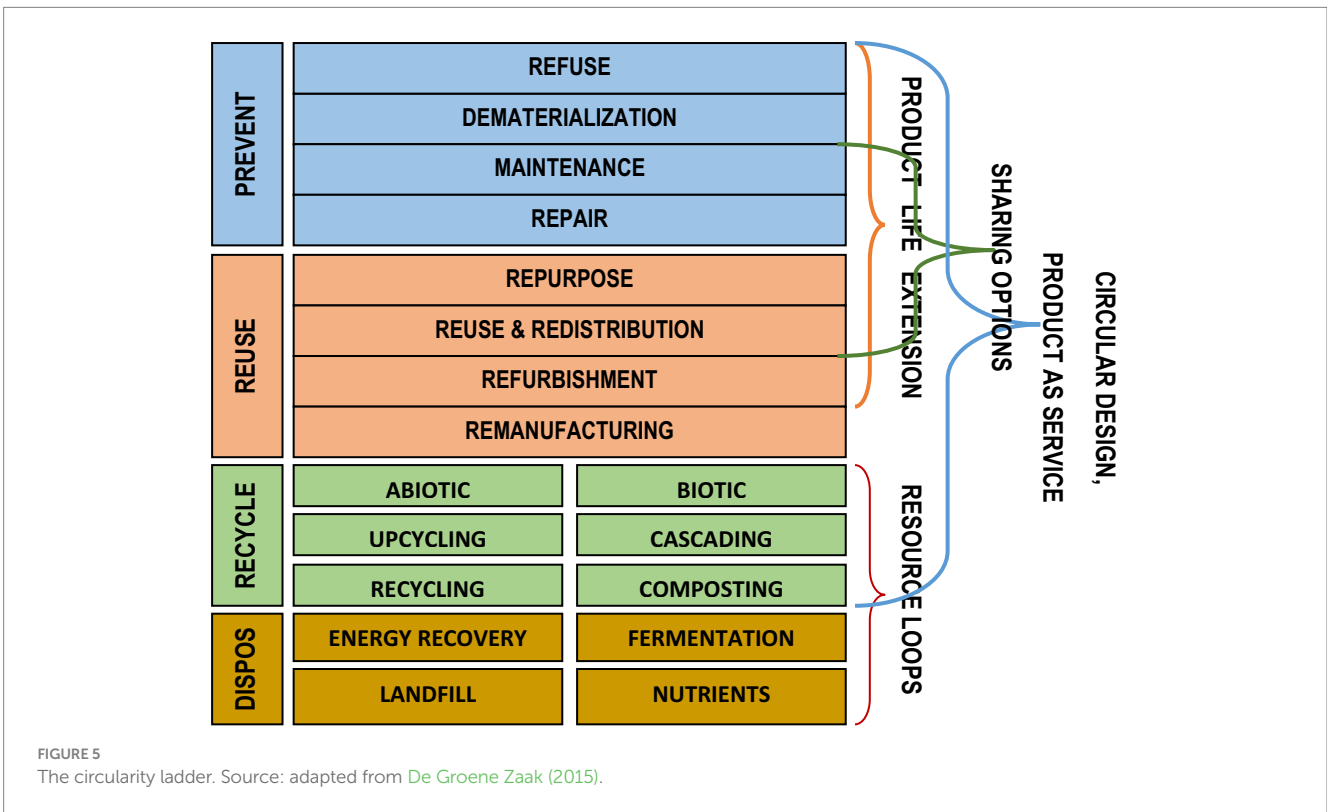 PREVENT
REFUSE
DEMATERIALIZATION
MAINTENANCE
REPAIR
REUSE
REPURPOSE
REUSE & REDISTRIBUTION
REFURBISHMENT
REMANUFACTURING
RECYCLE
ABIOTIC
BIOTIC
UPCYCLING
CASCADING
RECYCLING
COMPOSTING
DISPOS
ENERGY RECOVERY
FERMENTATION
LANDFILL
NUTRIENTS
PRODUCT LIFE EXTENSION
RESOURCE LOOPS
SHARING OPTIONS
CIRCULAR DESIGN,
PRODUCT AS SERVICE
FIGURE 5
The circularity ladder. Source: adapted from De Groene Zaak (2015).